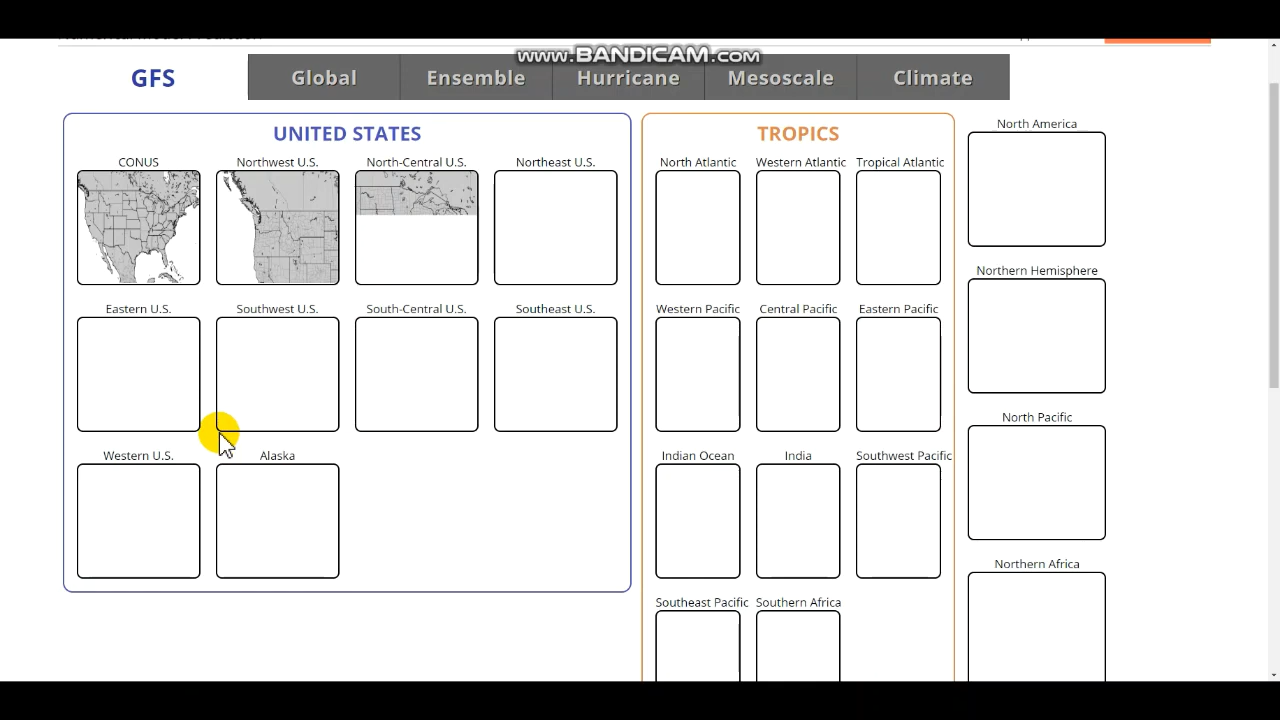 www.BANDICAM.com
GFS Global Ensemble Hurricane Mesoscale Climate
UNITED STATES
CONUS Northwest U.S. North-Central U.S. Northeast U.S.
Eastern U.S. Southwest U.S. South-Central U.S. Southeast U.S.
Western U.S. Alaska
TROPICS
North Atlantic Western Atlantic Tropical Atlantic
Western Pacific Central Pacific Eastern Pacific
Indian Ocean India Southwest Pacific
Southeast Pacific Southern Africa
North America
Northern Hemisphere
North Pacific
Northern Africa